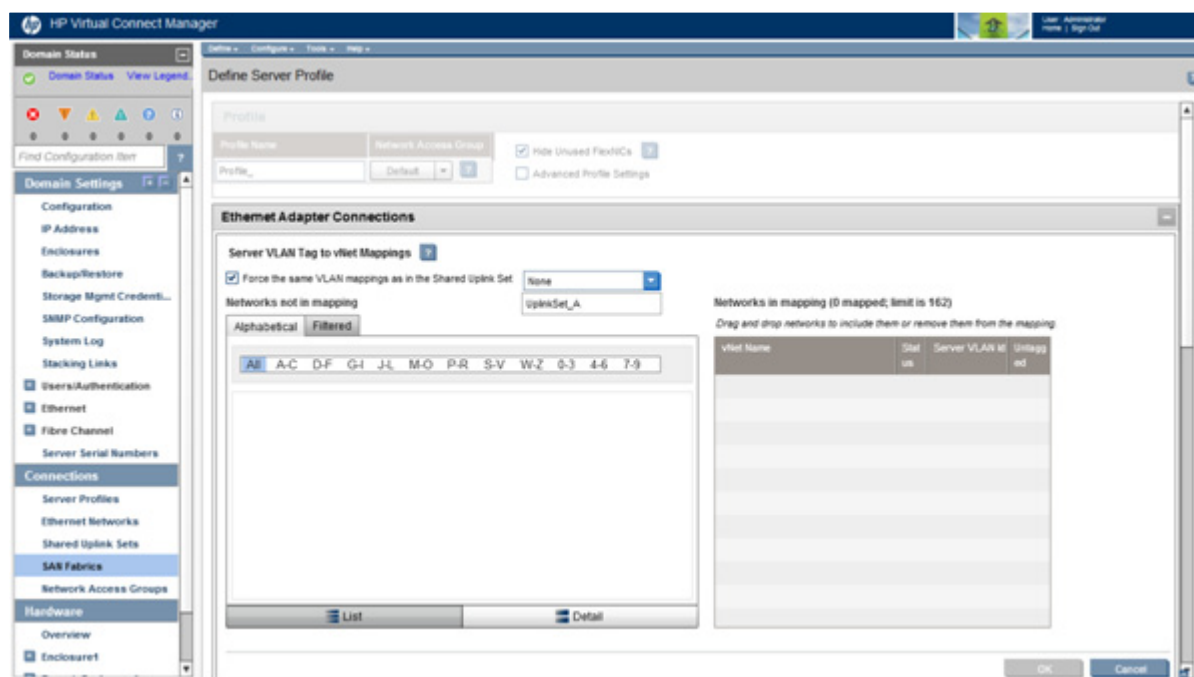 HP Virtual Connect Manager
User: Administrator
Home | Sign Out
Domain Status
Define Configure Tools Help
Domain Status View Legend..
Define Server Profile
0 0 0 0 0 0
Find Configuration Item ?
Domain Settings
Configuration
IP Address
Enclosures
Backup/Restore
Storage Mgmt Credenti...
SNMP Configuration
System Log
Stacking Links
Users/Authentication
Ethernet
Fibre Channel
Server Serial Numbers
Connections
Server Profiles
Ethernet Networks
Shared Uplink Sets
SAN Fabrics
Network Access Groups
Hardware
Overview
Enclosure1
Profile
Profile Name Network Access Group
Hide Unused FlexNICs ?
Profile_ Default ?
Advanced Profile Settings
Ethernet Adapter Connections
Server VLAN Tag to vNet Mappings ?
Force the same VLAN mappings as in the Shared Uplink Set None
UplinkSet_A
Networks not in mapping
Alphabetical Filtered
All A-C D-F G-I J-L M-O P-R S-V W-Z 0-3 4-6 7-9
List Detail
Networks in mapping (0 mapped; limit is 162)
Drag and drop networks to include them or remove them from the mapping
vNet Name Stat us Server VLAN Id Untagg ed
OK Cancel